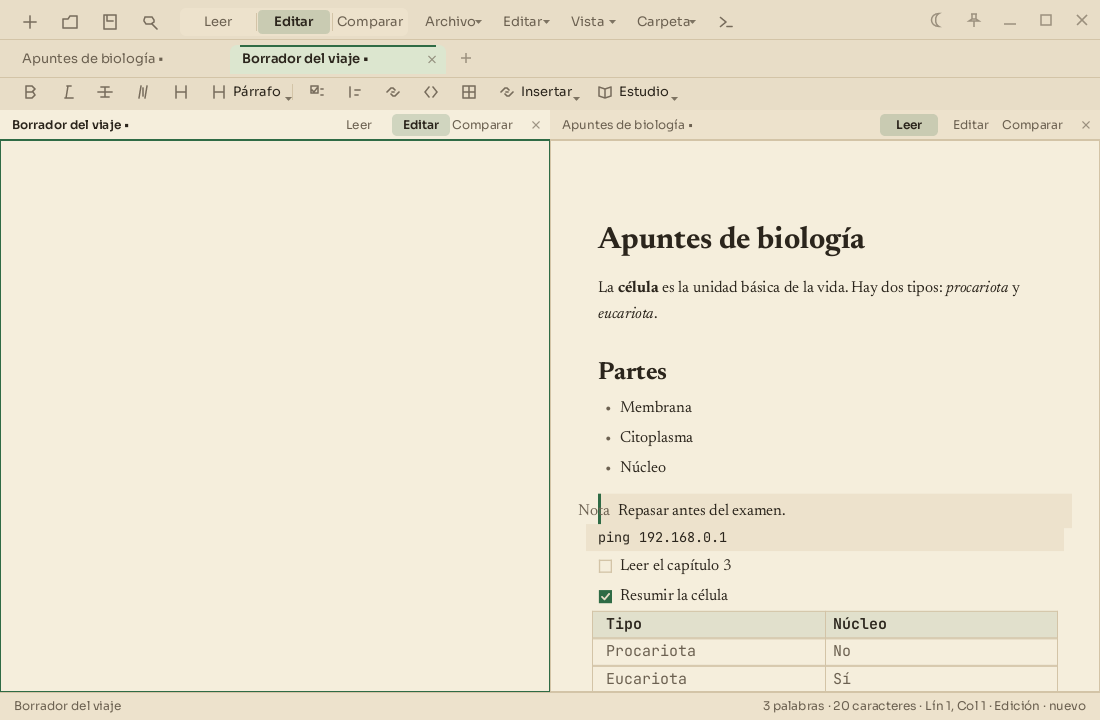 Leer Editar Comparar Archivo Editar Vista Carpeta
Apuntes de biología Borrador del viaje
Párrafo Insertar Estudio
Borrador del viaje Leer Editar Comparar
Apuntes de biología Leer Editar Comparar
Apuntes de biología
La célula es la unidad básica de la vida. Hay dos tipos: procariota y
eucariota.
Partes
• Membrana
• Citoplasma
• Núcleo
Nota Repasar antes del examen.
ping 192.168.0.1
Leer el capítulo 3
Resumir la célula
Tipo Núcleo
Procariota No
Eucariota Sí
Borrador del viaje 3 palabras · 20 caracteres · Lín 1, Col 1 · Edición · nuevo